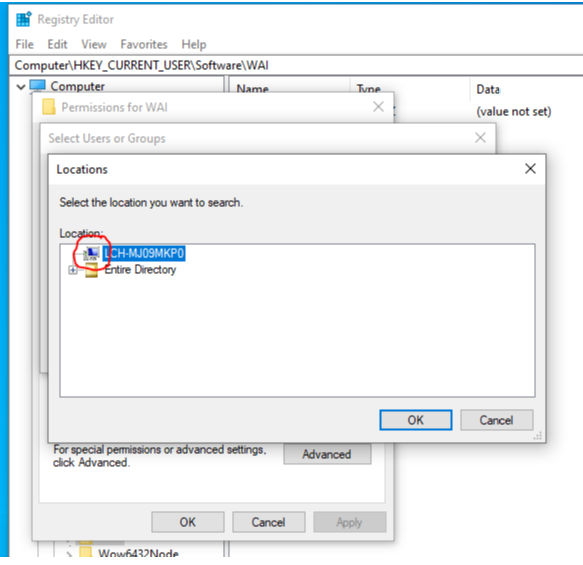 Registry Editor
File Edit View Favorites Help
Computer\HKEY_CURRENT_USER\Software\WAI
Computer
Name Type Data
Permissions for WAI
(value not set)
Select Users or Groups
Locations
Select the location you want to search.
Location:
LCH-MJ09MKP0
Entire Directory
OK Cancel
For special permissions or advanced settings,
click Advanced.
Advanced
OK Cancel Apply
Wow6432Node